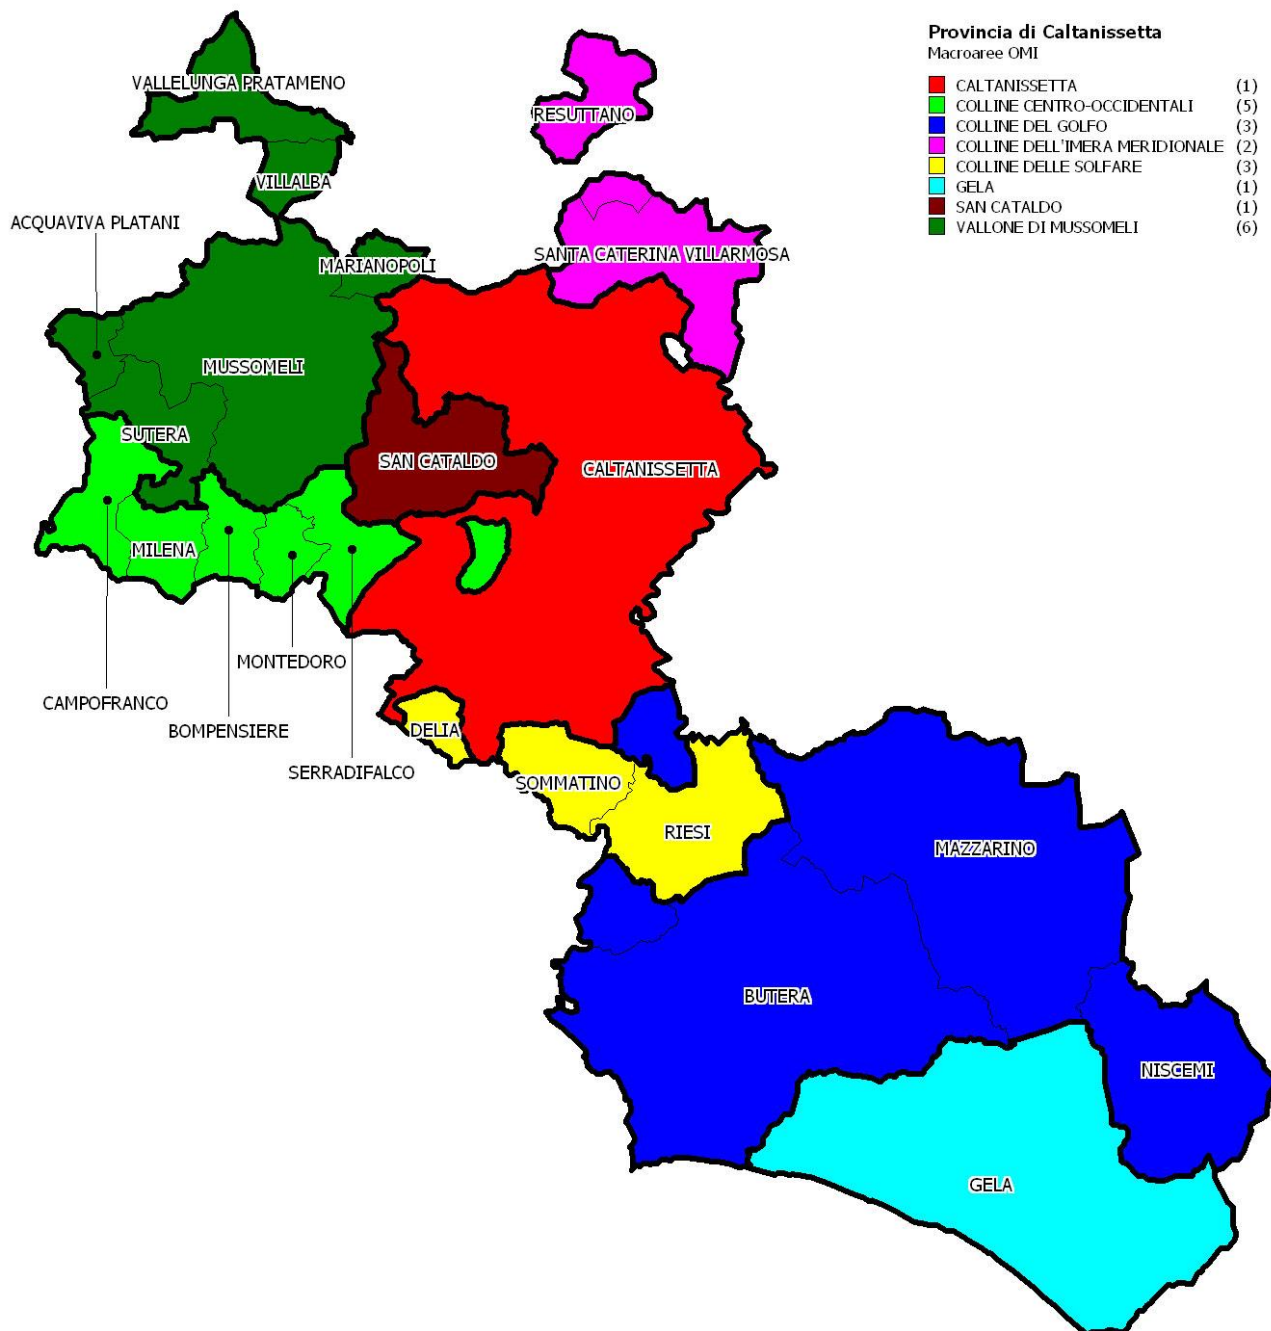 Provincia di Caltanissetta
Macroaree OMI
CALTANISSETTA (1)
COLLINE CENTRO-OCCIDENTALI (5)
COLLINE DEL GOLFO (3)
COLLINE DELL'IMERA MERIDIONALE (2)
COLLINE DELLE SOLFARE (3)
GELA (1)
SAN CATALDO (1)
VALLONE DI MUSSOMELI (6)
VALLELUNGA PRATAMENO
RESUTTANO
VILLALBA
ACQUAVIVA PLATANI
MARIANOPOLI
SANTA CATERINA VILLARMOSA
MUSSOMELI
SUTERA
SAN CATALDO
CALTANISSETTA
MILENA
MONTEDORO
CAMPOFRANCO
BOMPENSIERE
DELIA
SERRADIFALCO
SOMMATINO
RIESI
MAZZARINO
BUTERA
NISCEMI
GELA